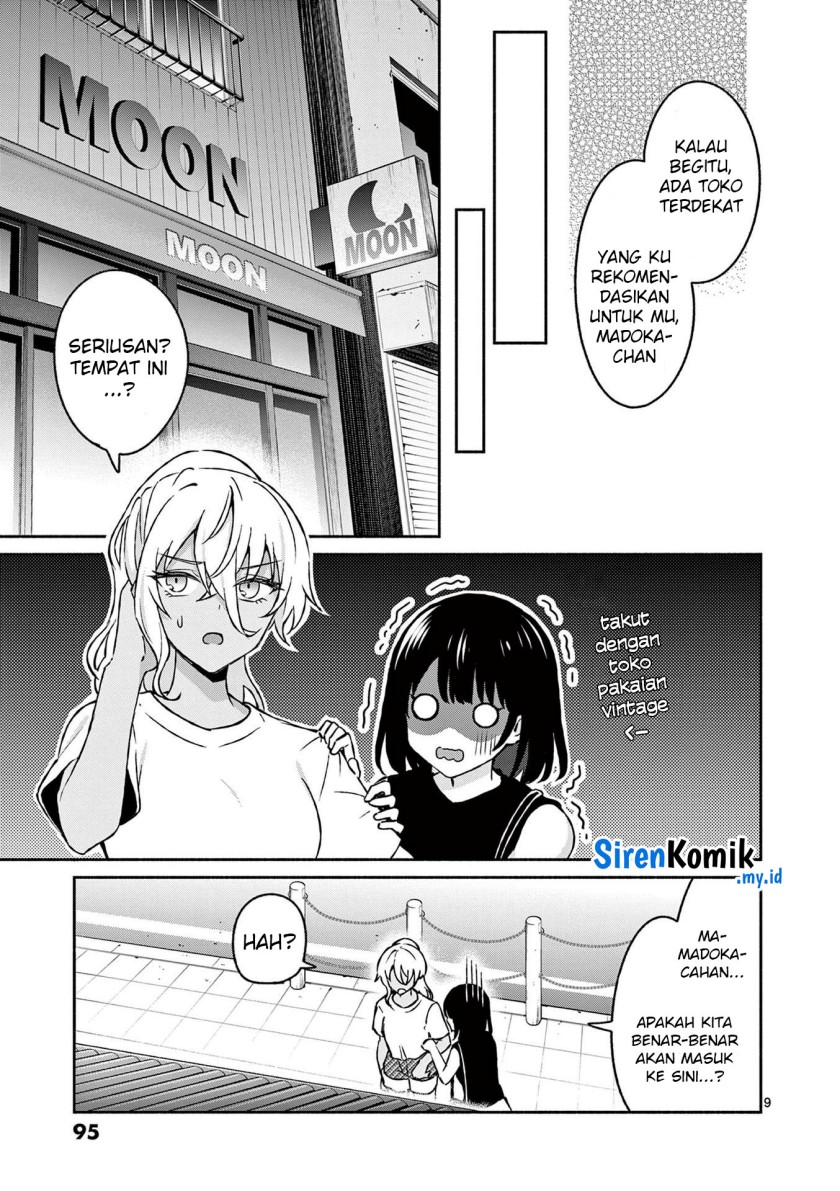 KALAU
BEGITU,
ADA TOKO
TERDEKAT
YANG KU
REKOMEN-
DASIKAN
UNTUK MU,
MADOKA-
CHAN
MOON
MOON
MOON
SERIUSAN?
TEMPAT INI
...?
takut
dengan
toko
pakaian
vintage
<-
SirenKomik
.my.id
MA-
MADOKA-
CAHAN...
APAKAH KITA
BENAR-BENAR
AKAN MASUK
KE SINI...?
HAH?
9
95